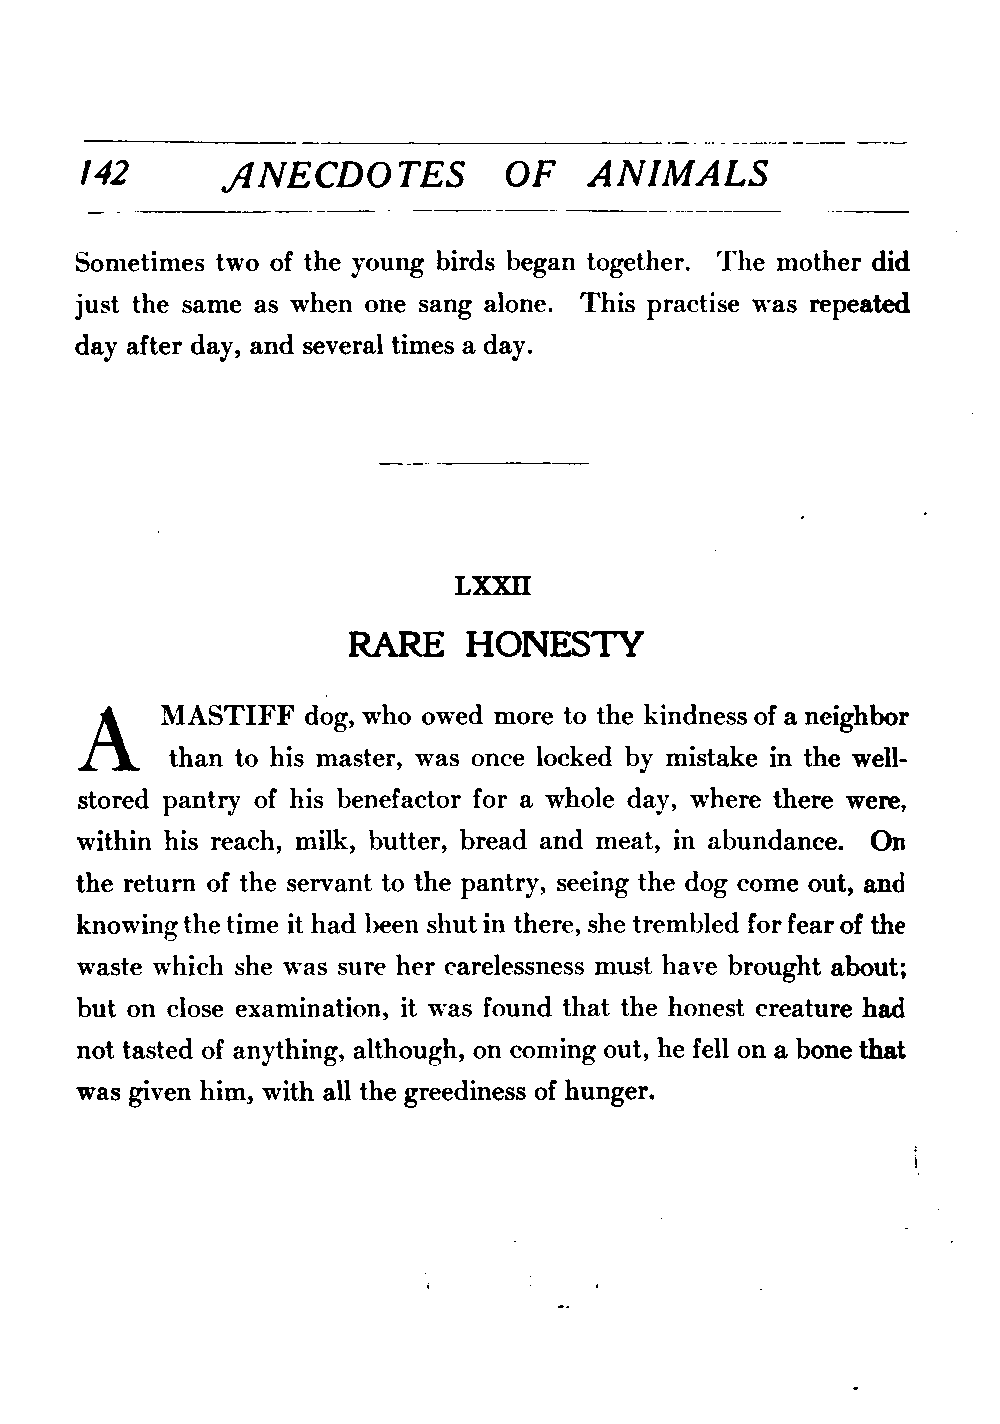 142 ANECDOTES OF ANIMALS
Sometimes two of the young birds began together. The mother did
just the same as when one sang alone. This practise was repeated
day after day, and several times a day.
LXXII
RARE HONESTY
A MASTIFF dog, who owed more to the kindness of a neighbor
than to his master, was once locked by mistake in the well-
stored pantry of his benefactor for a whole day, where there were,
within his reach, milk, butter, bread and meat, in abundance. On
the return of the servant to the pantry, seeing the dog come out, and
knowing the time it had been shut in there, she trembled for fear of the
waste which she was sure her carelessness must have brought about;
but on close examination, it was found that the honest creature had
not tasted of anything, although, on coming out, he fell on a bone that
was given him, with all the greediness of hunger.